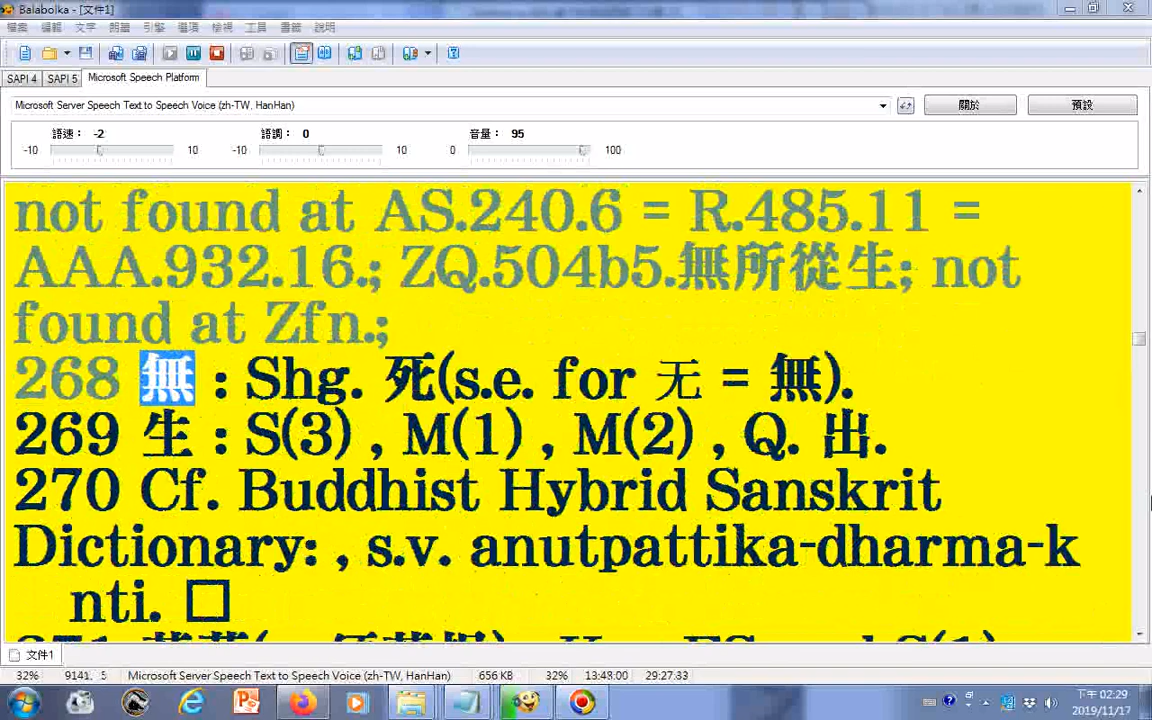 Balabolka - [文件1]
檔案 編輯 文字 朗讀 引擎 選項 檢視 工具 書籤 說明
SAPI 4 SAPI 5 Microsoft Speech Platform
Microsoft Server Speech Text to Speech Voice (zh-TW, HanHan) 關於 預設
語速： -2 語調： 0 音量： 95
-10 10 -10 10 0 100
not found at AS.240.6 = R.485.11 =
AAA.932.16.; ZQ.504b5.無所從生; not
found at Zfn.;
268 無 : Shg. 死(s.e. for 无 = 無).
269 生 : S(3) , M(1) , M(2) , Q. 出.
270 Cf. Buddhist Hybrid Sanskrit
Dictionary: , s.v. anutpattika-dharma-k
nti. □
文件1
32% 9141. 5 Microsoft Server Speech Text to Speech Voice (zh-TW, HanHan) 656 KB 32% 13:48:00 29:27.33
下午 02:29
2019/11/17